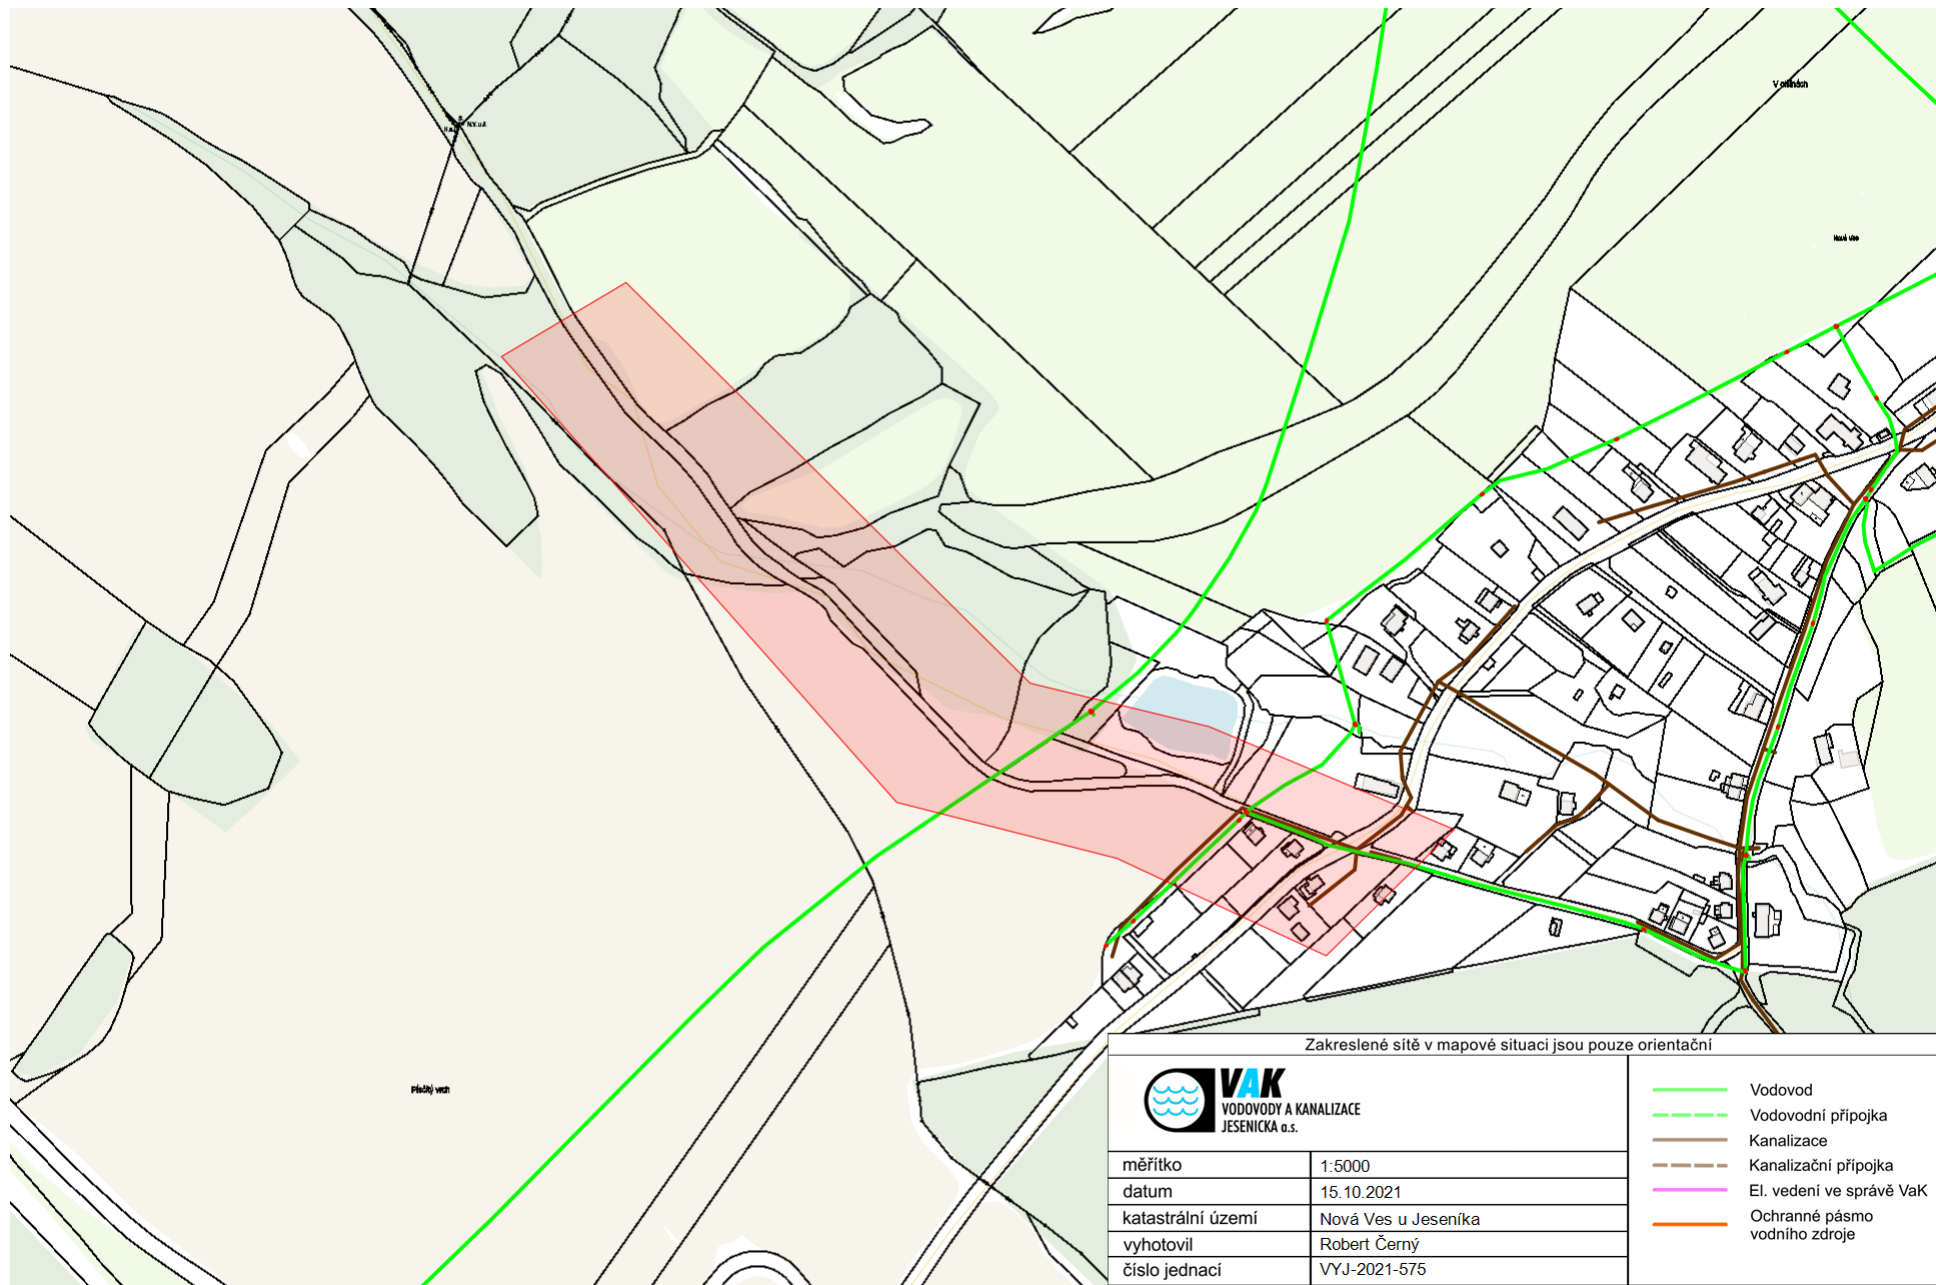 Nová Ves
Písčitý vrch
Zakreslené sítě v mapové situaci jsou pouze orientační
VAK
VODOVODY A KANALIZACE
JESENICKA a.s.
měřítko 1:5000
datum 15.10.2021
katastrální území Nová Ves u Jeseníka
vyhotovil Robert Černý
číslo jednací VYJ-2021-575
Vodovod
Vodovodní přípojka
Kanalizace
Kanalizační přípojka
El. vedení ve správě VaK
Ochranné pásmo
vodního zdroje